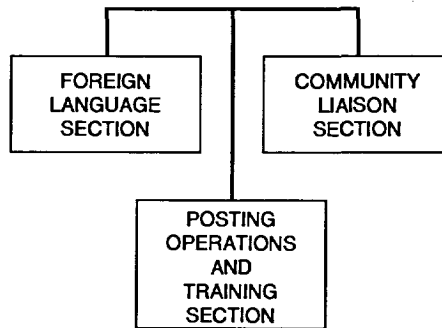 FOREIGN
LANGUAGE
SECTION
COMMUNITY
LIAISON
SECTION
POSTING
OPERATIONS
AND
TRAINING
SECTION